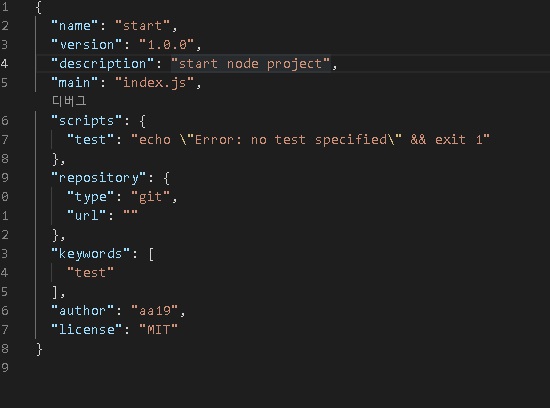 1 {
2 "name": "start",
3 "version": "1.0.0",
4 "description": "start node project",
5 "main": "index.js",
디버그
6 "scripts": {
7 "test": "echo \"Error: no test specified\" && exit 1"
8 },
9 "repository": {
0 "type": "git",
1 "url": ""
2 },
3 "keywords": [
4 "test"
5 ],
6 "author": "aa19",
7 "license": "MIT"
8 }
9